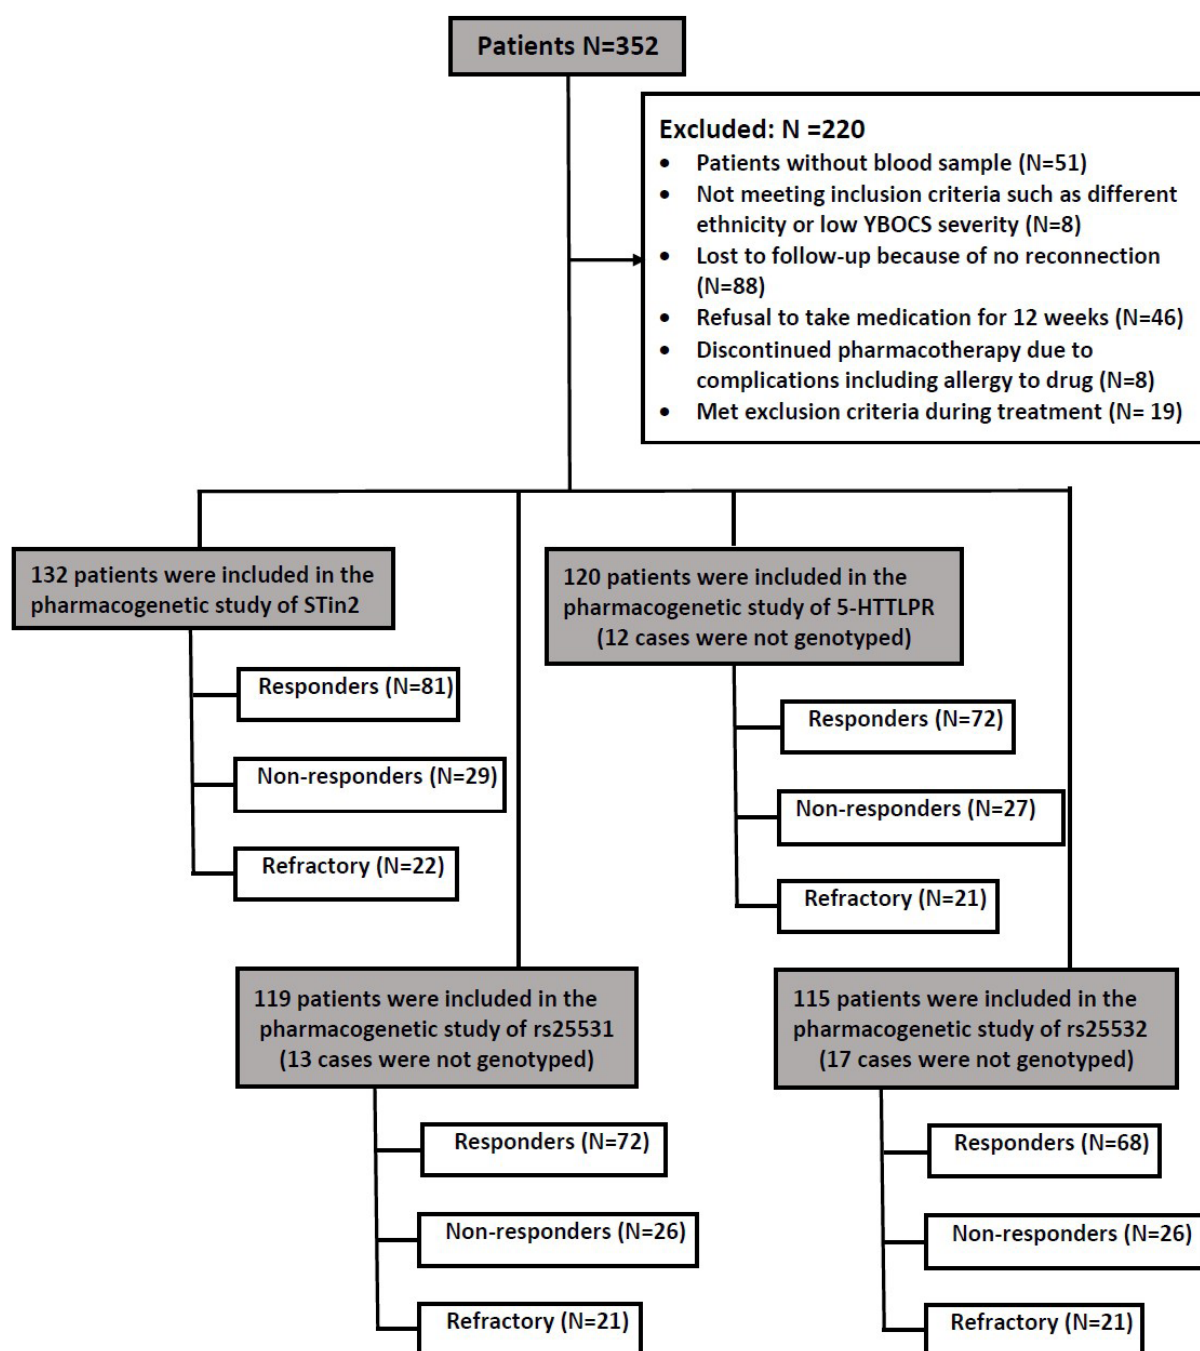 Patients N=352
Excluded: N =220
• Patients without blood sample (N=51)
• Not meeting inclusion criteria such as different
ethnicity or low YBOCS severity (N=8)
• Lost to follow-up because of no reconnection
(N=88)
• Refusal to take medication for 12 weeks (N=46)
• Discontinued pharmacotherapy due to
complications including allergy to drug (N=8)
• Met exclusion criteria during treatment (N= 19)
132 patients were included in the
pharmacogenetic study of STin2
Responders (N=81)
Non-responders (N=29)
Refractory (N=22)
120 patients were included in the
pharmacogenetic study of 5-HTTLPR
(12 cases were not genotyped)
Responders (N=72)
Non-responders (N=27)
Refractory (N=21)
119 patients were included in the
pharmacogenetic study of rs25531
(13 cases were not genotyped)
Responders (N=72)
Non-responders (N=26)
Refractory (N=21)
115 patients were included in the
pharmacogenetic study of rs25532
(17 cases were not genotyped)
Responders (N=68)
Non-responders (N=26)
Refractory (N=21)